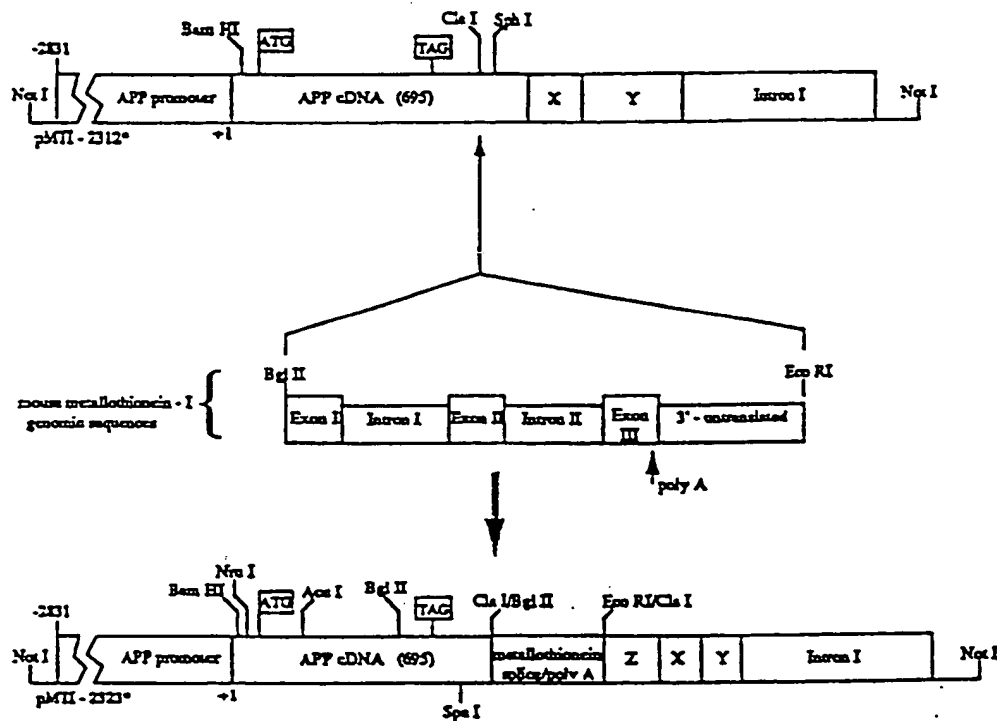 Cla I
Sph I
Bam HI
ATG
TAG
-2831
Not I
APP promoter
APP cDNA (695)
X
Y
Intron I
Not I
pMTI - 2312*
+1
Bgl II
Eco RI
mouse metallothionein - I
genomic sequences
Exon I
Intron I
Exon II
Intron II
Exon
III
3' - untranslated
poly A
Nru I
Bam HI
ATG
Acc I
Bgl II
TAG
Cla I/Bgl II
Eco RI/Cla I
-2831
Not I
APP promoter
APP cDNA (695)
metallothionein
splice/poly A
Z
X
Y
Intron I
Not I
pMTI - 2323*
+1
Spe I